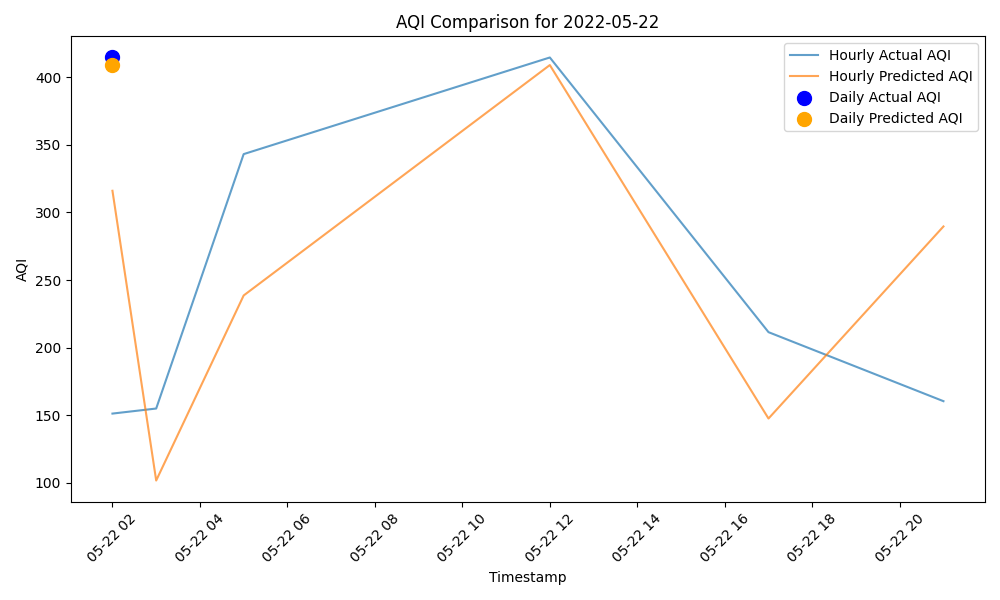 AQI Comparison for 2022-05-22
Hourly Actual AQI
Hourly Predicted AQI
Daily Actual AQI
Daily Predicted AQI
AQI
400
350
300
250
200
150
100
05-22 02
05-22 04
05-22 06
05-22 08
05-22 10
05-22 12
05-22 14
05-22 16
05-22 18
05-22 20
Timestamp